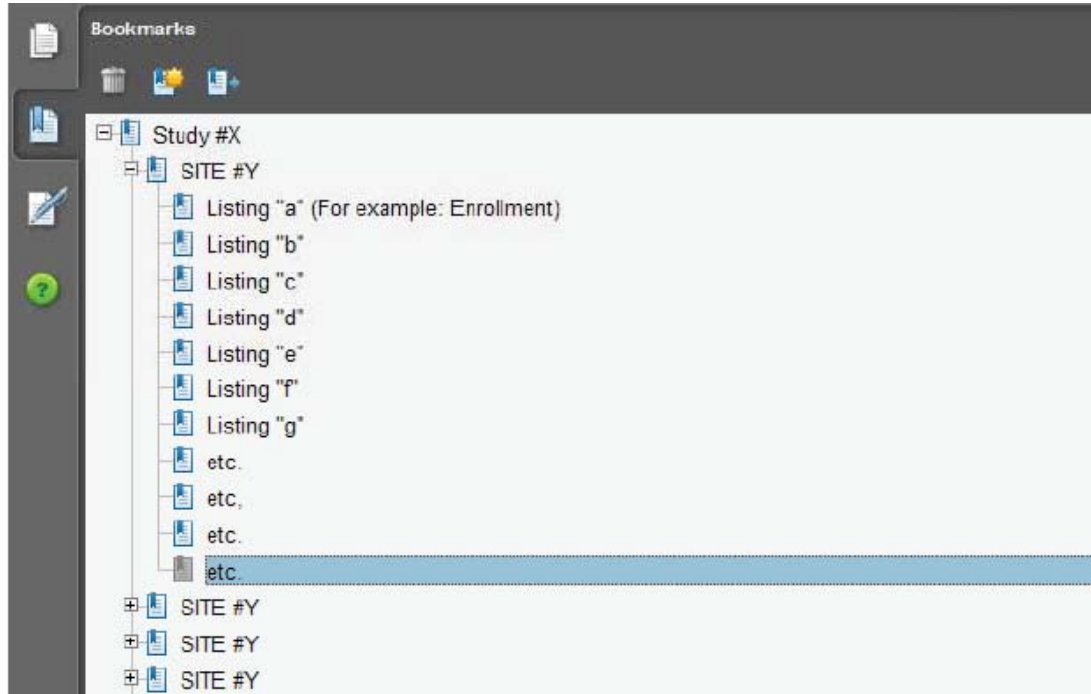 Bookmarks
Study #X
SITE #Y
Listing "a" (For example: Enrollment)
Listing "b"
Listing "c"
Listing "d"
Listing "e"
Listing "f"
Listing "g"
etc.
etc,
etc.
etc.
SITE #Y
SITE #Y
SITE #Y